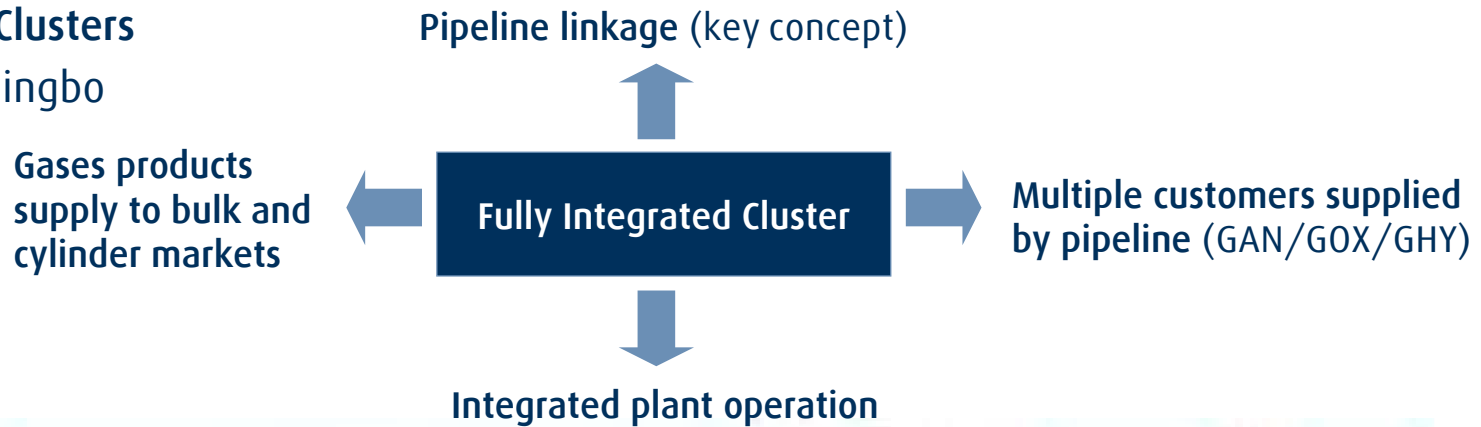 Clusters
ingbo
Pipeline linkage (key concept)
Gases products
supply to bulk and
cylinder markets
Fully Integrated Cluster
Multiple customers supplied
by pipeline (GAN/GOX/GHY)
Integrated plant operation